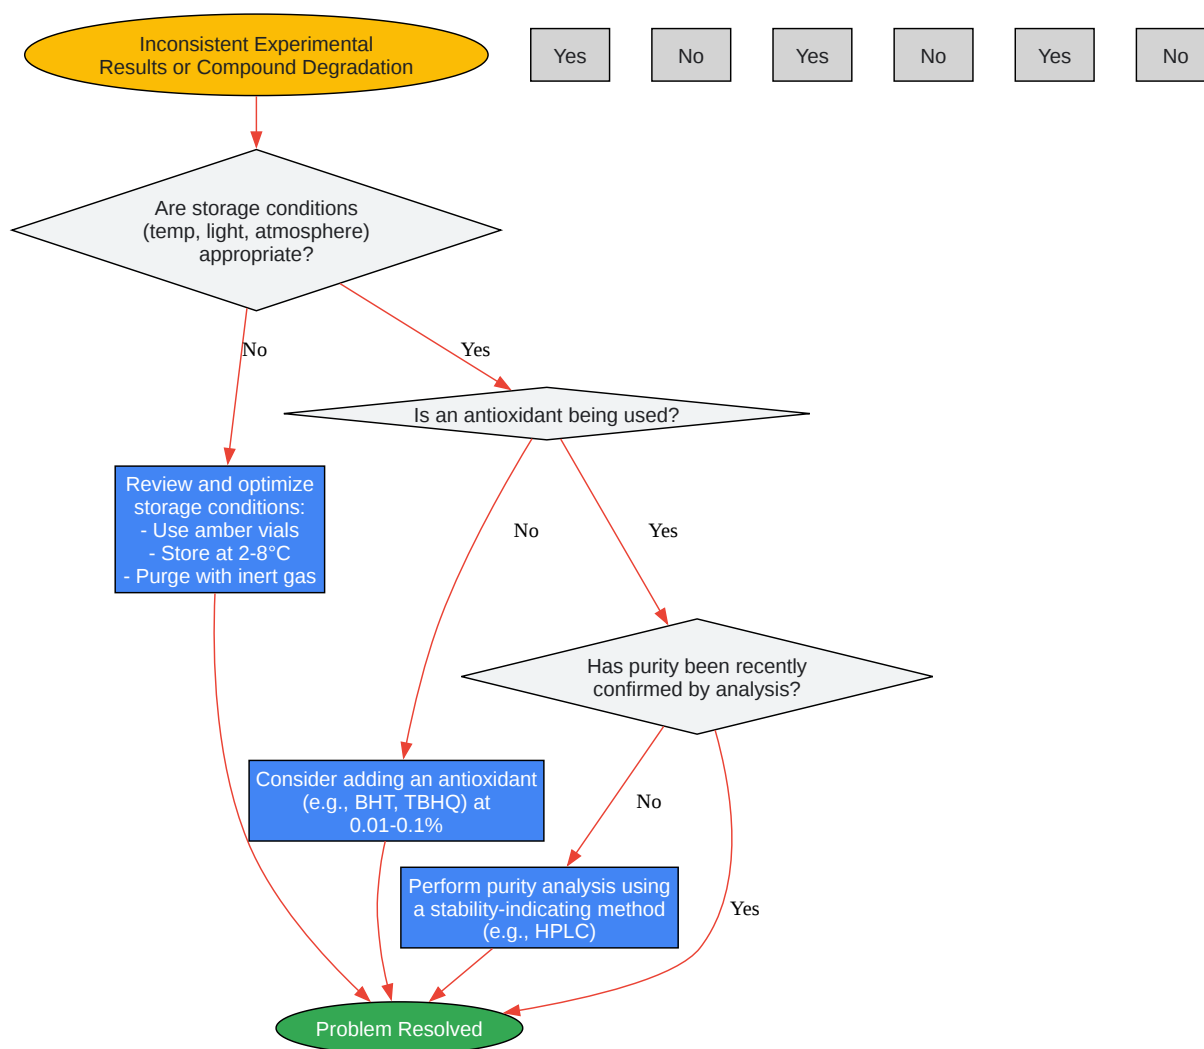 Inconsistent Experimental
Results or Compound Degradation
Yes
No
Yes
No
Yes
No
Are storage conditions
(temp, light, atmosphere)
appropriate?
No
Yes
Is an antioxidant being used?
Review and optimize
storage conditions:
- Use amber vials
- Store at 2-8°C
- Purge with inert gas
No
Yes
Has purity been recently
confirmed by analysis?
Consider adding an antioxidant
(e.g., BHT, TBHQ) at
0.01-0.1%
No
Perform purity analysis using
a stability-indicating method
(e.g., HPLC)
Yes
Problem Resolved